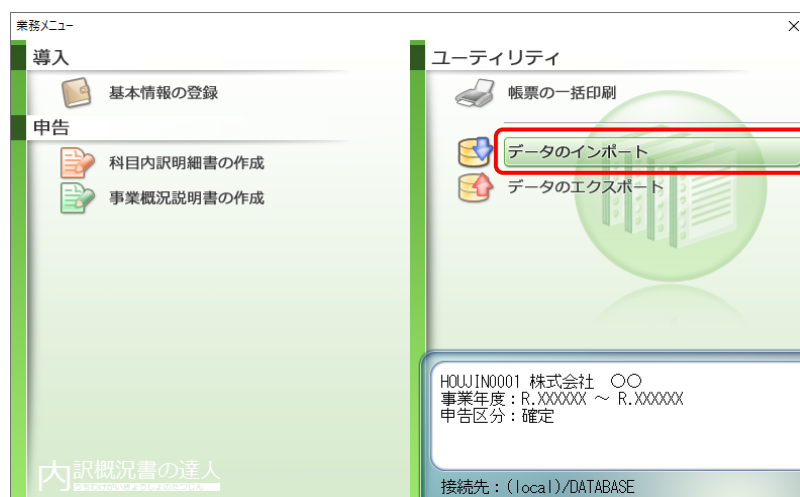 業務メニュー
導入
基本情報の登録
申告
科目内訳明細書の作成
事業概況説明書の作成
ユーティリティ
帳票の一括印刷
データのインポート
データのエクスポート
HOUJIN0001 株式会社 〇〇
事業年度：R.XXXXXX ～ R.XXXXXX
申告区分：確定
接続先：(local)/DATABASE
内訳概況書の達人